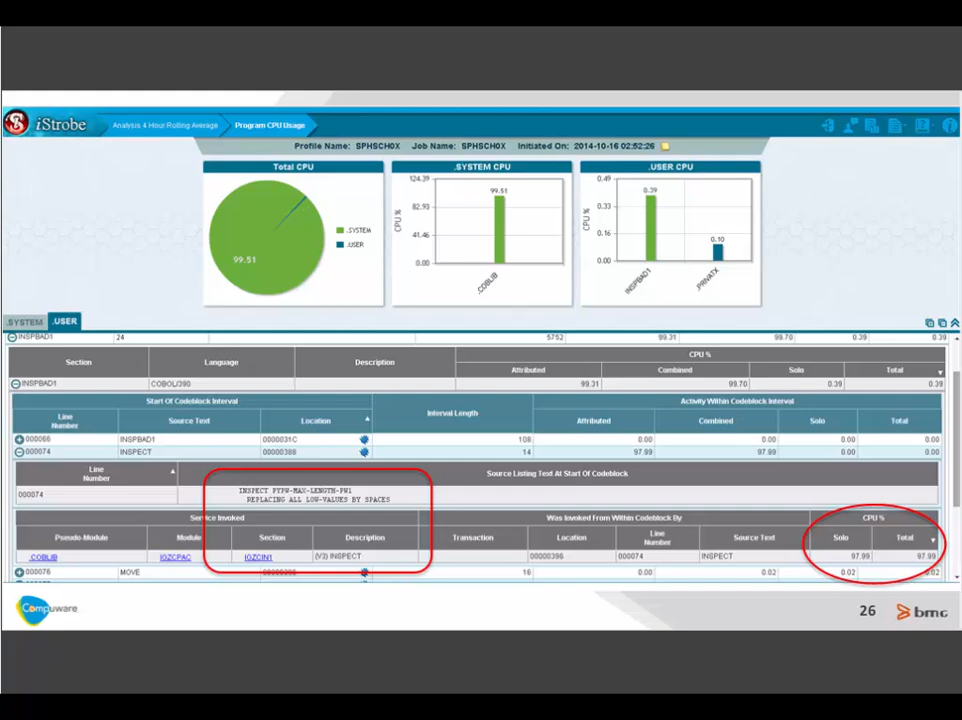 iStrobe
Analysis 4 Hour Rolling Average
Program CPU Usage
Profile Name: SPHSCH0X Job Name: SPHSCH0X Initiated On: 2014-10-16 02:52:26
Total CPU
99.51
.SYSTEM
.USER
.SYSTEM CPU
CPU %
124.39
82.93
41.46
0.00
99.51
.COBLIB
.USER CPU
CPU %
0.49
0.33
0.16
0.00
0.39
0.10
INSPBAD1
.PRIVATX
.SYSTEM .USER
INSPBAD1 24 5752 99.31 99.70 0.39 0.39
Section Language Description CPU %
Attributed Combined Solo Total
INSPBAD1 COBOL/390 99.31 99.70 0.39 0.39
Start Of Codeblock Interval Interval Length Activity Within Codeblock Interval
Line Number Source Text Location Attributed Combined Solo Total
000066 INSPBAD1 0000031C 108 0.00 0.00 0.00 0.00
000074 INSPECT 00000388 14 97.99 97.99 0.00 0.00
Line Number Source Listing Text At Start Of Codeblock
000074 INSPECT PYPW-MAX-LENGTH-PW1
REPLACING ALL LOW-VALUES BY SPACES
Service Invoked Was Invoked From Within Codeblock By CPU %
Pseudo-Module Module Section Description Transaction Location Line Number Source Text Solo Total
.COBLIB IGZCPAC IGZCIN1 (V3) INSPECT 00000396 000074 INSPECT 97.99 97.99
000076 MOVE 16 0.00 0.02 0.02 0.02
Compuware
26
bmc